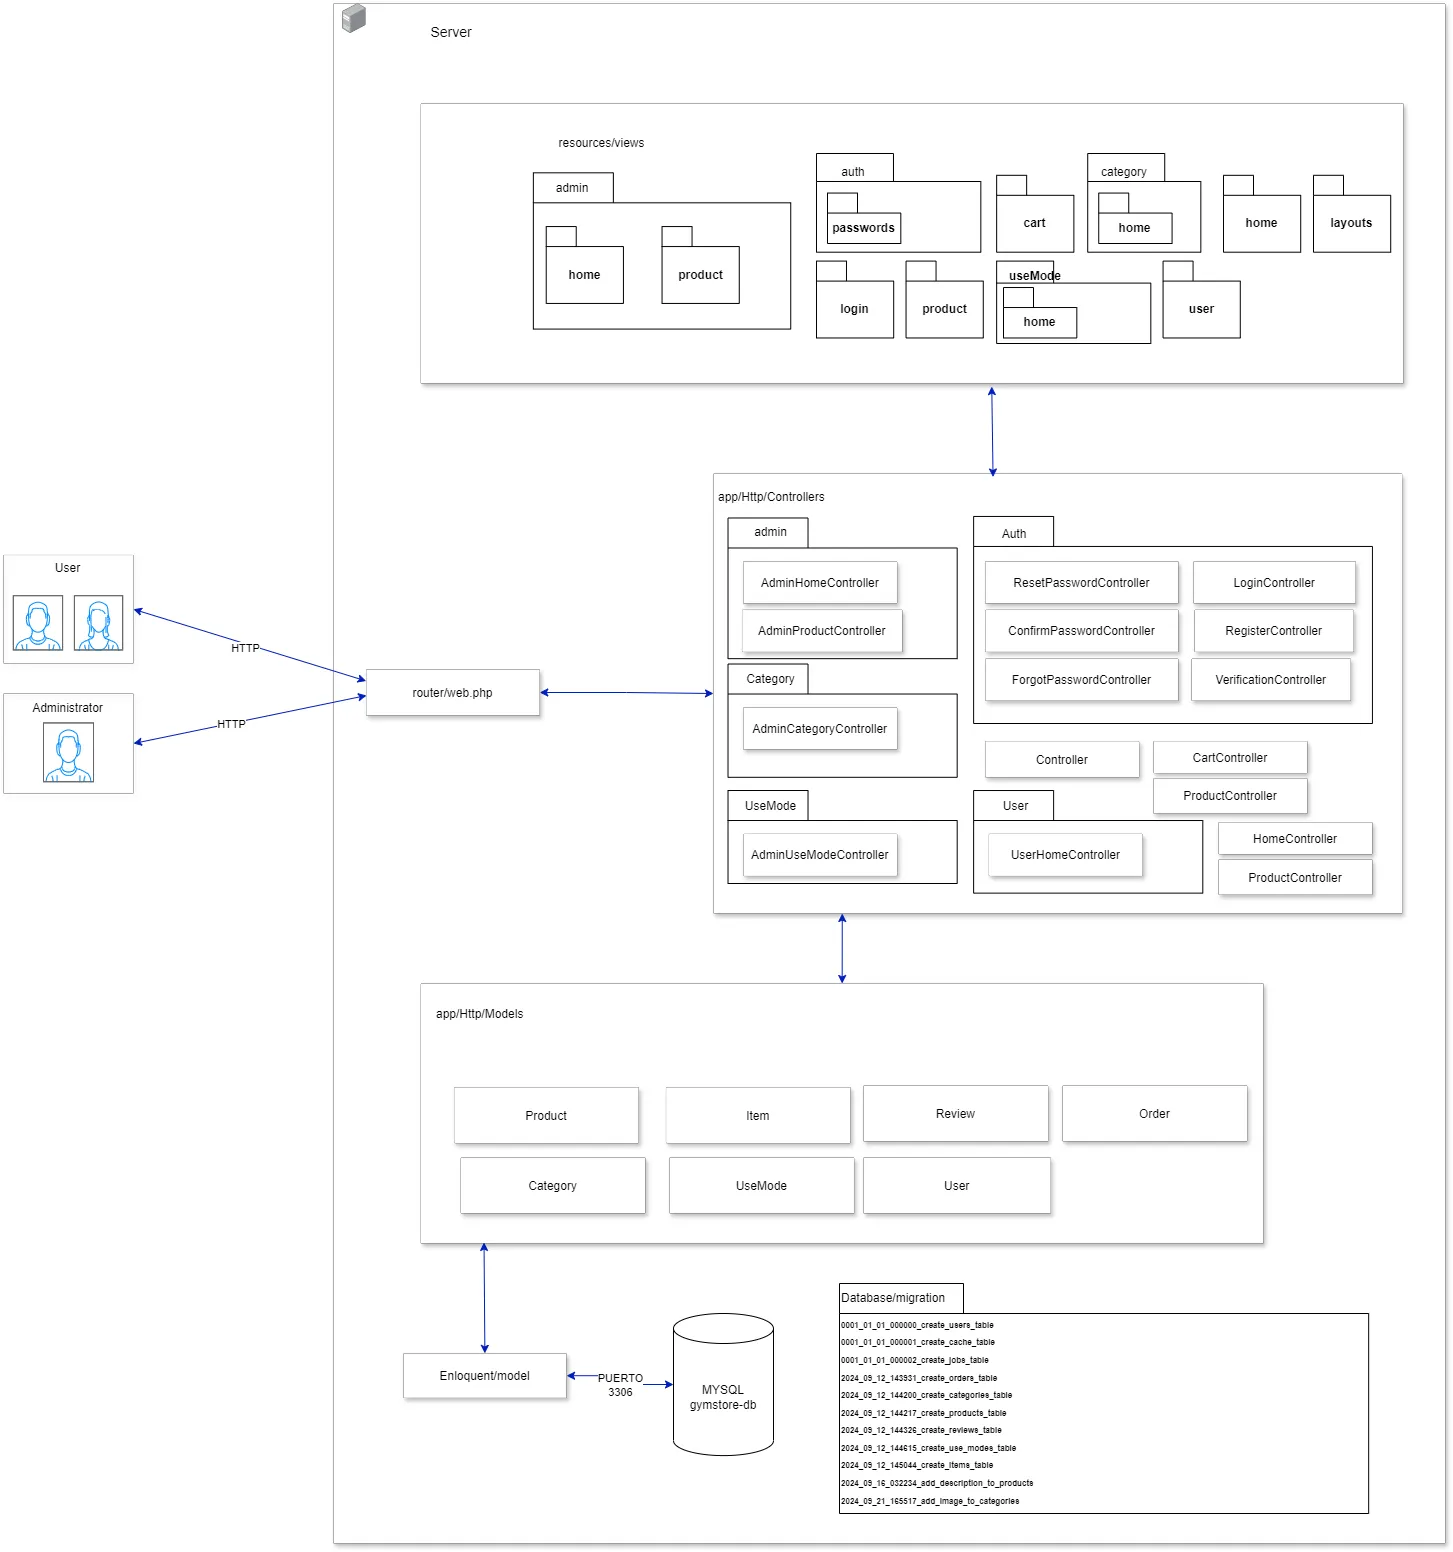 Server
resources/views
admin
home
product
auth
passwords
cart
category
home
home
layouts
login
product
useMode
home
user
app/Http/Controllers
admin
AdminHomeController
AdminProductController
Auth
ResetPasswordController
LoginController
ConfirmPasswordController
RegisterController
ForgotPasswordController
VerificationController
Category
AdminCategoryController
Controller
CartController
ProductController
UseMode
AdminUseModeController
User
UserHomeController
HomeController
ProductController
User
HTTP
router/web.php
Administrator
HTTP
app/Http/Models
Product
Item
Review
Order
Category
UseMode
User
Enloquent/model
PUERTO
3306
MYSQL
gymstore-db
Database/migration
0001_01_01_000000_create_users_table
0001_01_01_000001_create_cache_table
0001_01_01_000002_create_jobs_table
2024_09_12_143931_create_orders_table
2024_09_12_144200_create_categories_table
2024_09_12_144217_create_products_table
2024_09_12_144326_create_reviews_table
2024_09_12_144615_create_use_modes_table
2024_09_12_145044_create_items_table
2024_09_16_032234_add_description_to_products
2024_09_21_165517_add_image_to_categories